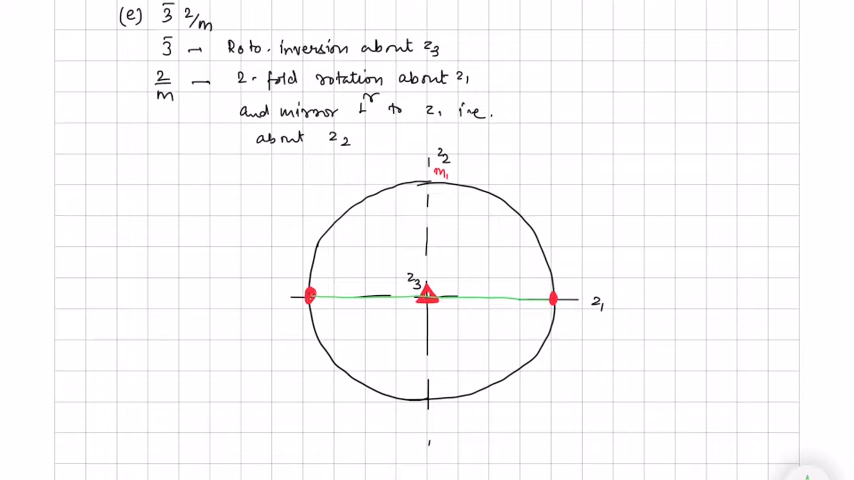 (e) 3̄ 2/m
3̄ → Roto. inversion about z₃
2/m — 2-fold rotation about z₁
and mirror ⊥ʳ to z₁ i.e.
about z₂
z₂
m₁
z₃
z₁